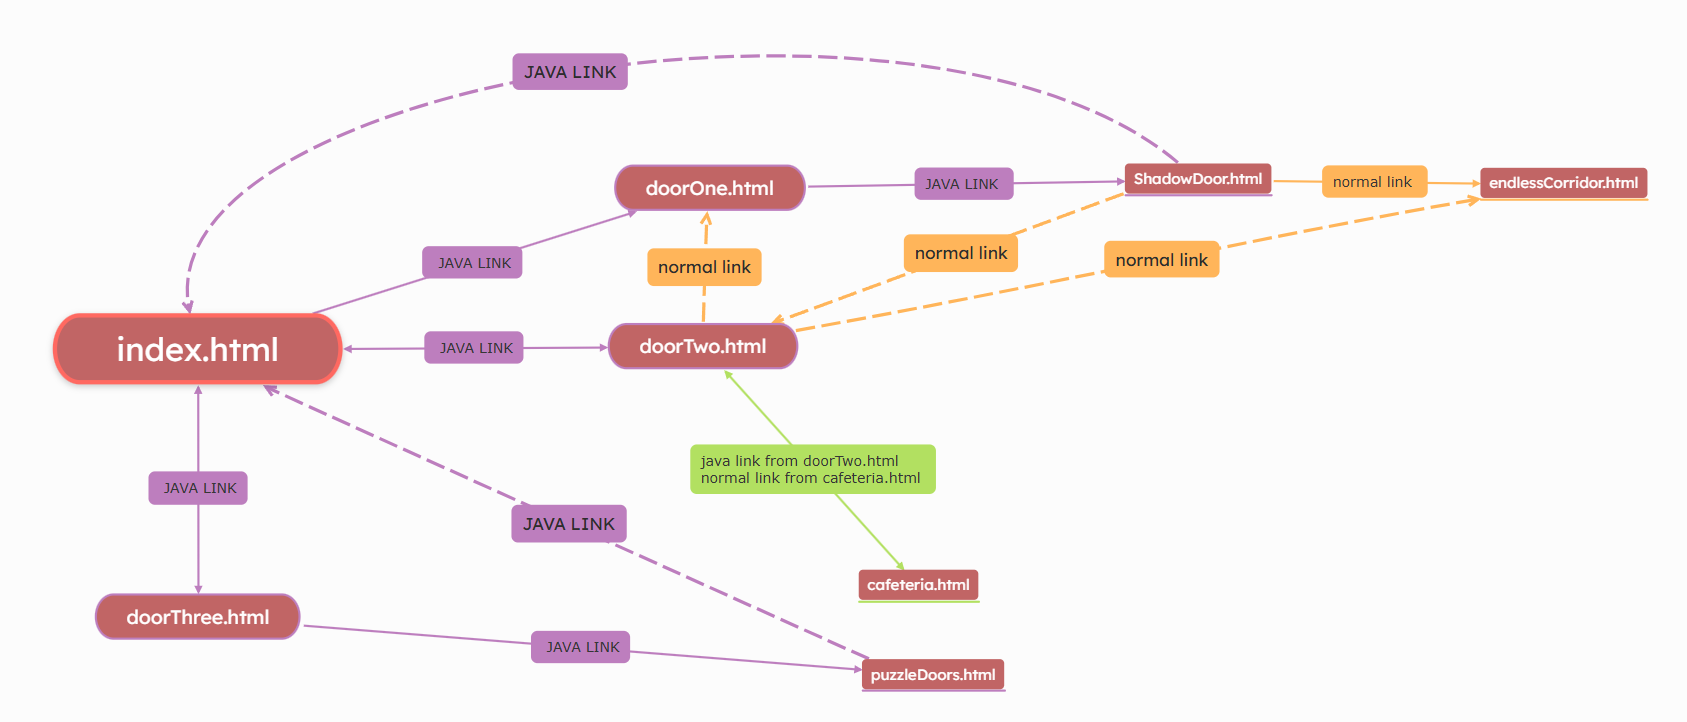 JAVA LINK
doorOne.html
JAVA LINK
ShadowDoor.html
normal link
endlessCorridor.html
JAVA LINK
normal link
normal link
normal link
index.html
JAVA LINK
doorTwo.html
java link from doorTwo.html
normal link from cafeteria.html
JAVA LINK
JAVA LINK
cafeteria.html
doorThree.html
JAVA LINK
puzzleDoors.html